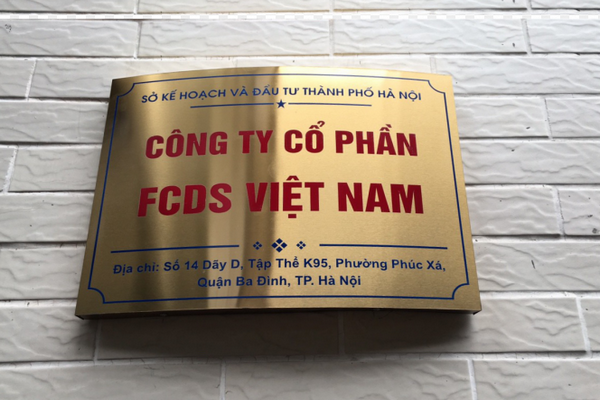 SỞ KẾ HOẠCH VÀ ĐẦU TƯ THÀNH PHỐ HÀ NỘI
CÔNG TY CỔ PHẦN
FCDS VIỆT NAM
Địa chỉ: Số 14 Dãy D, Tập Thể K95, Phường Phúc Xá,
Quận Ba Đình, TP. Hà Nội